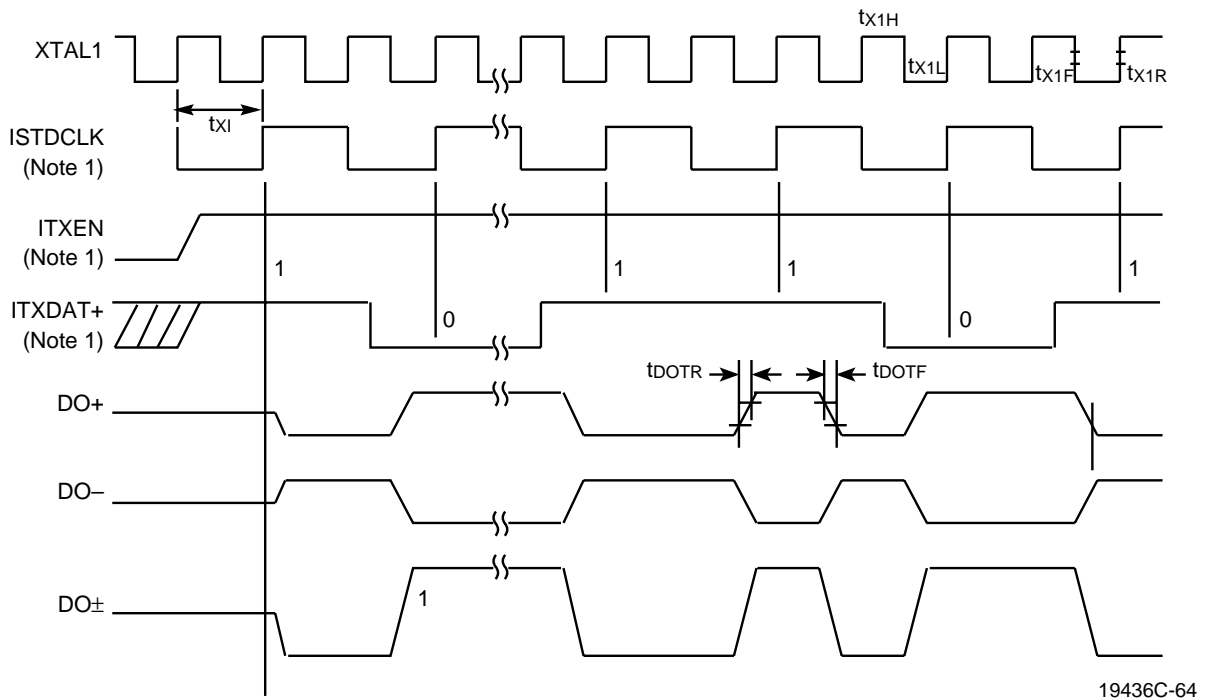 tX1H
XTAL1
tX1L
tX1F
tX1R
tXI
ISTDCLK
(Note 1)
ITXEN
(Note 1)
1
1
1
1
ITXDAT+
(Note 1)
0
0
tDOTR
tDOTF
DO+
DO–
DO±
1
19436C-64